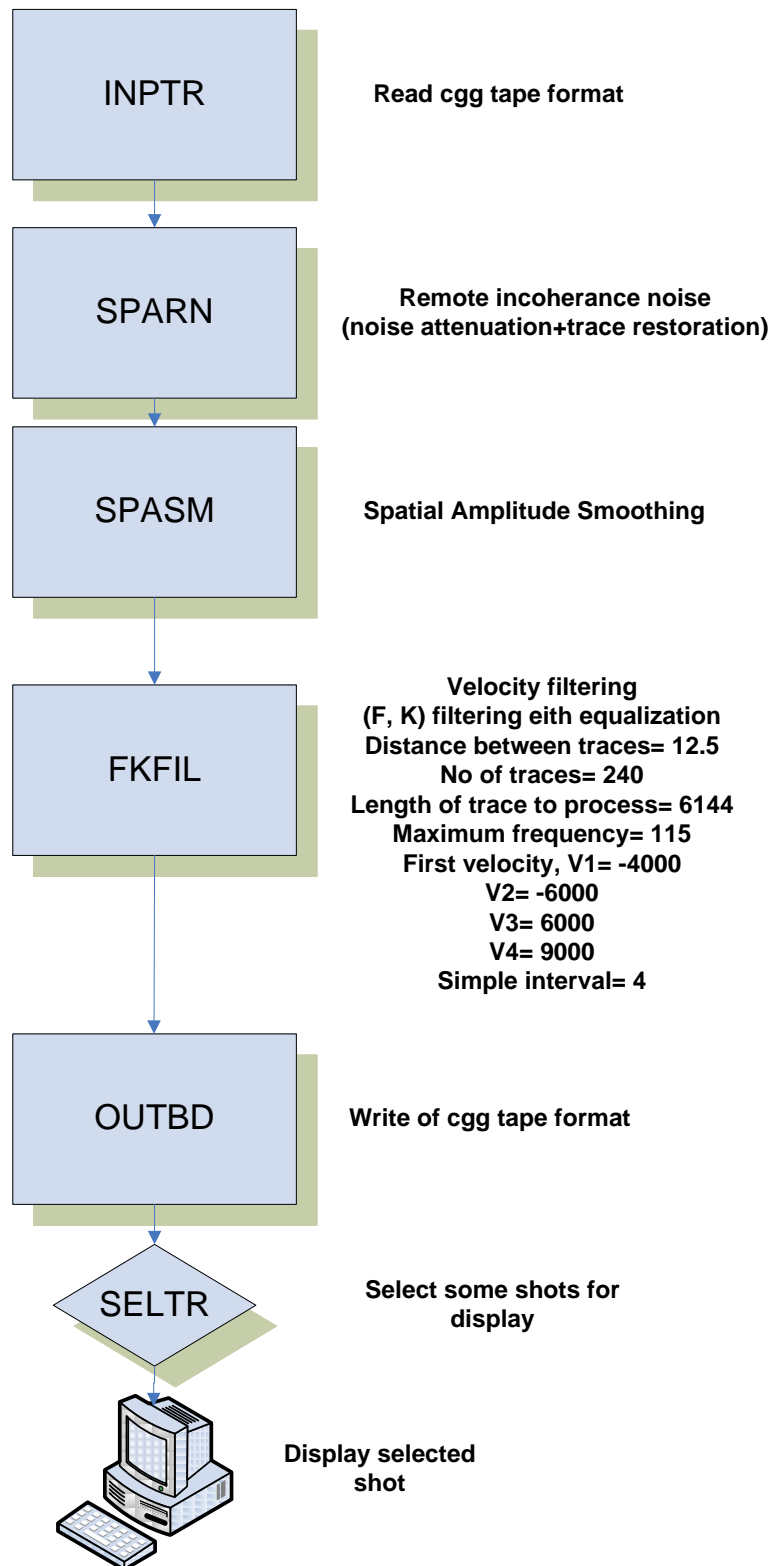 INPTR
Read cgg tape format
SPARN
Remote incoherance noise
(noise attenuation+trace restoration)
SPASM
Spatial Amplitude Smoothing
FKFIL
Velocity filtering
(F, K) filtering eith equalization
Distance between traces= 12.5
No of traces= 240
Length of trace to process= 6144
Maximum frequency= 115
First velocity, V1= -4000
V2= -6000
V3= 6000
V4= 9000
Simple interval= 4
OUTBD
Write of cgg tape format
SELTR
Select some shots for
display
Display selected
shot